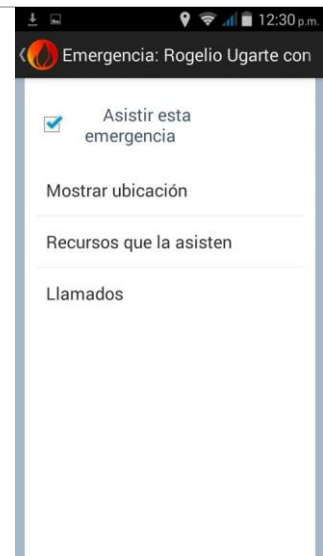 12:30 p.m.
Emergencia: Rogelio Ugarte con
Asistir esta
emergencia
Mostrar ubicación
Recursos que la asisten
Llamados